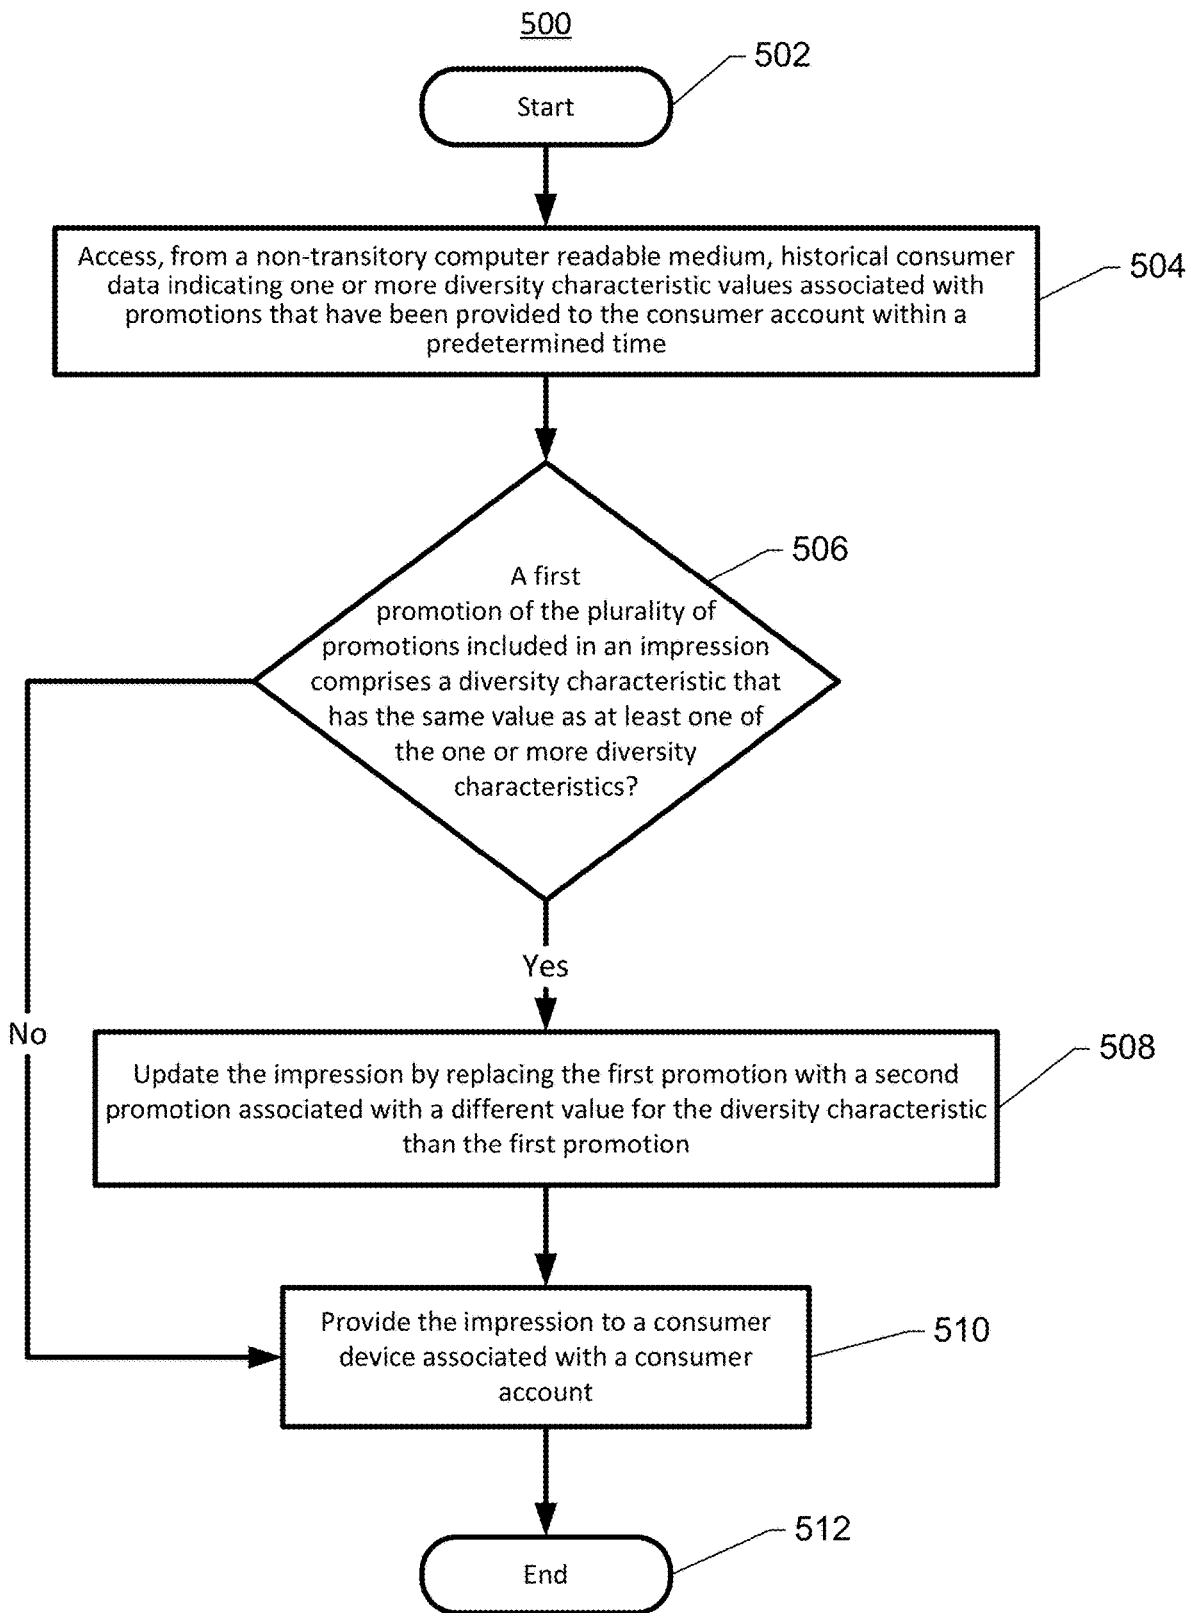 500
502
Start
Access, from a non-transitory computer readable medium, historical consumer
data indicating one or more diversity characteristic values associated with
promotions that have been provided to the consumer account within a
predetermined time
504
506
A first
promotion of the plurality of
promotions included in an impression
comprises a diversity characteristic that
has the same value as at least one of
the one or more diversity
characteristics?
Yes
No
508
Update the impression by replacing the first promotion with a second
promotion associated with a different value for the diversity characteristic
than the first promotion
Provide the impression to a consumer
device associated with a consumer
account
510
512
End